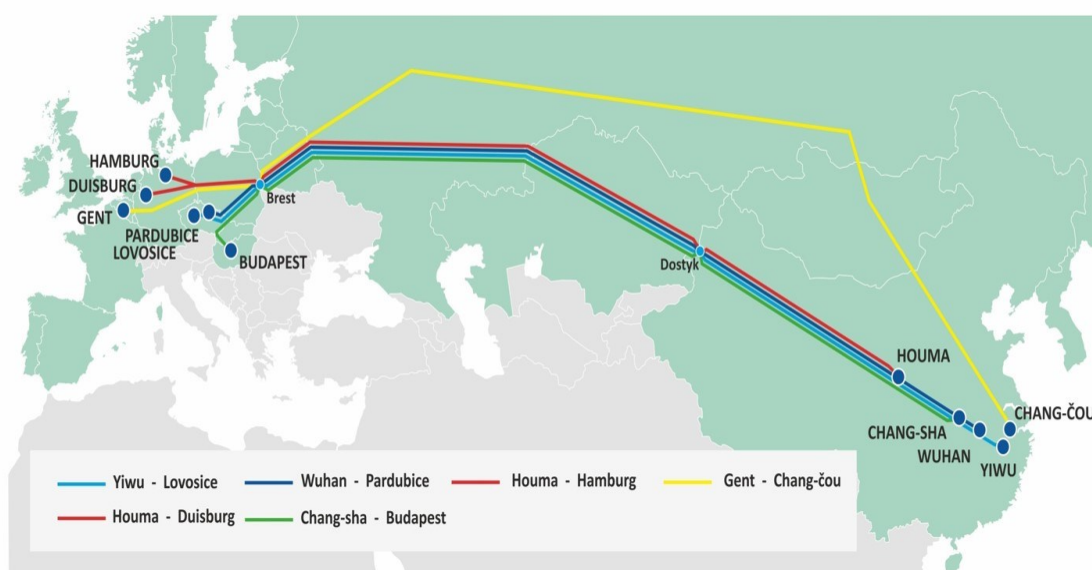 HAMBURG
DUISBURG
GENT
PARDUBICE
LOVOSICE
Brest
BUDAPEST
Dostyk
HOUMA
CHANG-ČOU
CHANG-SHA
WUHAN
YIWU
Yiwu - Lovosice
Wuhan - Pardubice
Houma - Hamburg
Gent - Chang-čou
Houma - Duisburg
Chang-sha - Budapest